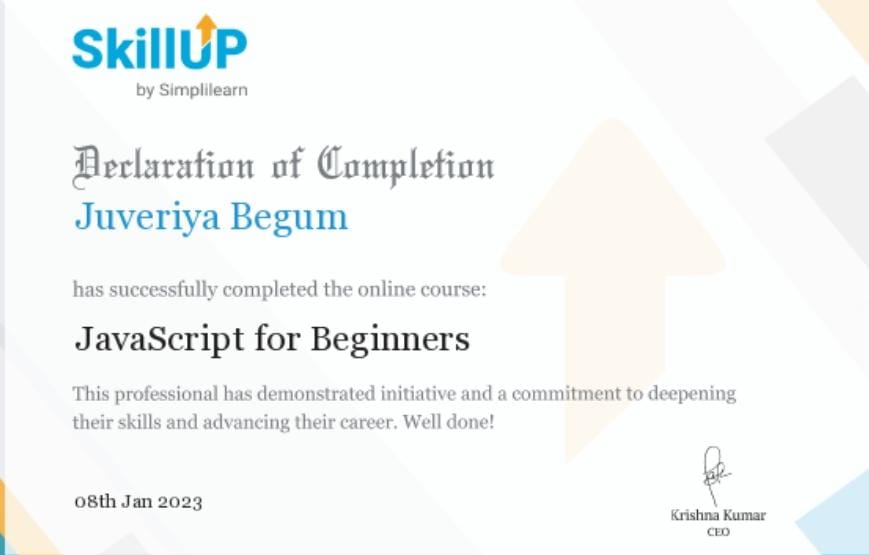 SkillUP
by Simplilearn
Declaration of Completion
Juveriya Begum
has successfully completed the online course:
JavaScript for Beginners
This professional has demonstrated initiative and a commitment to deepening
their skills and advancing their career. Well done!
08th Jan 2023
Krishna Kumar
CEO